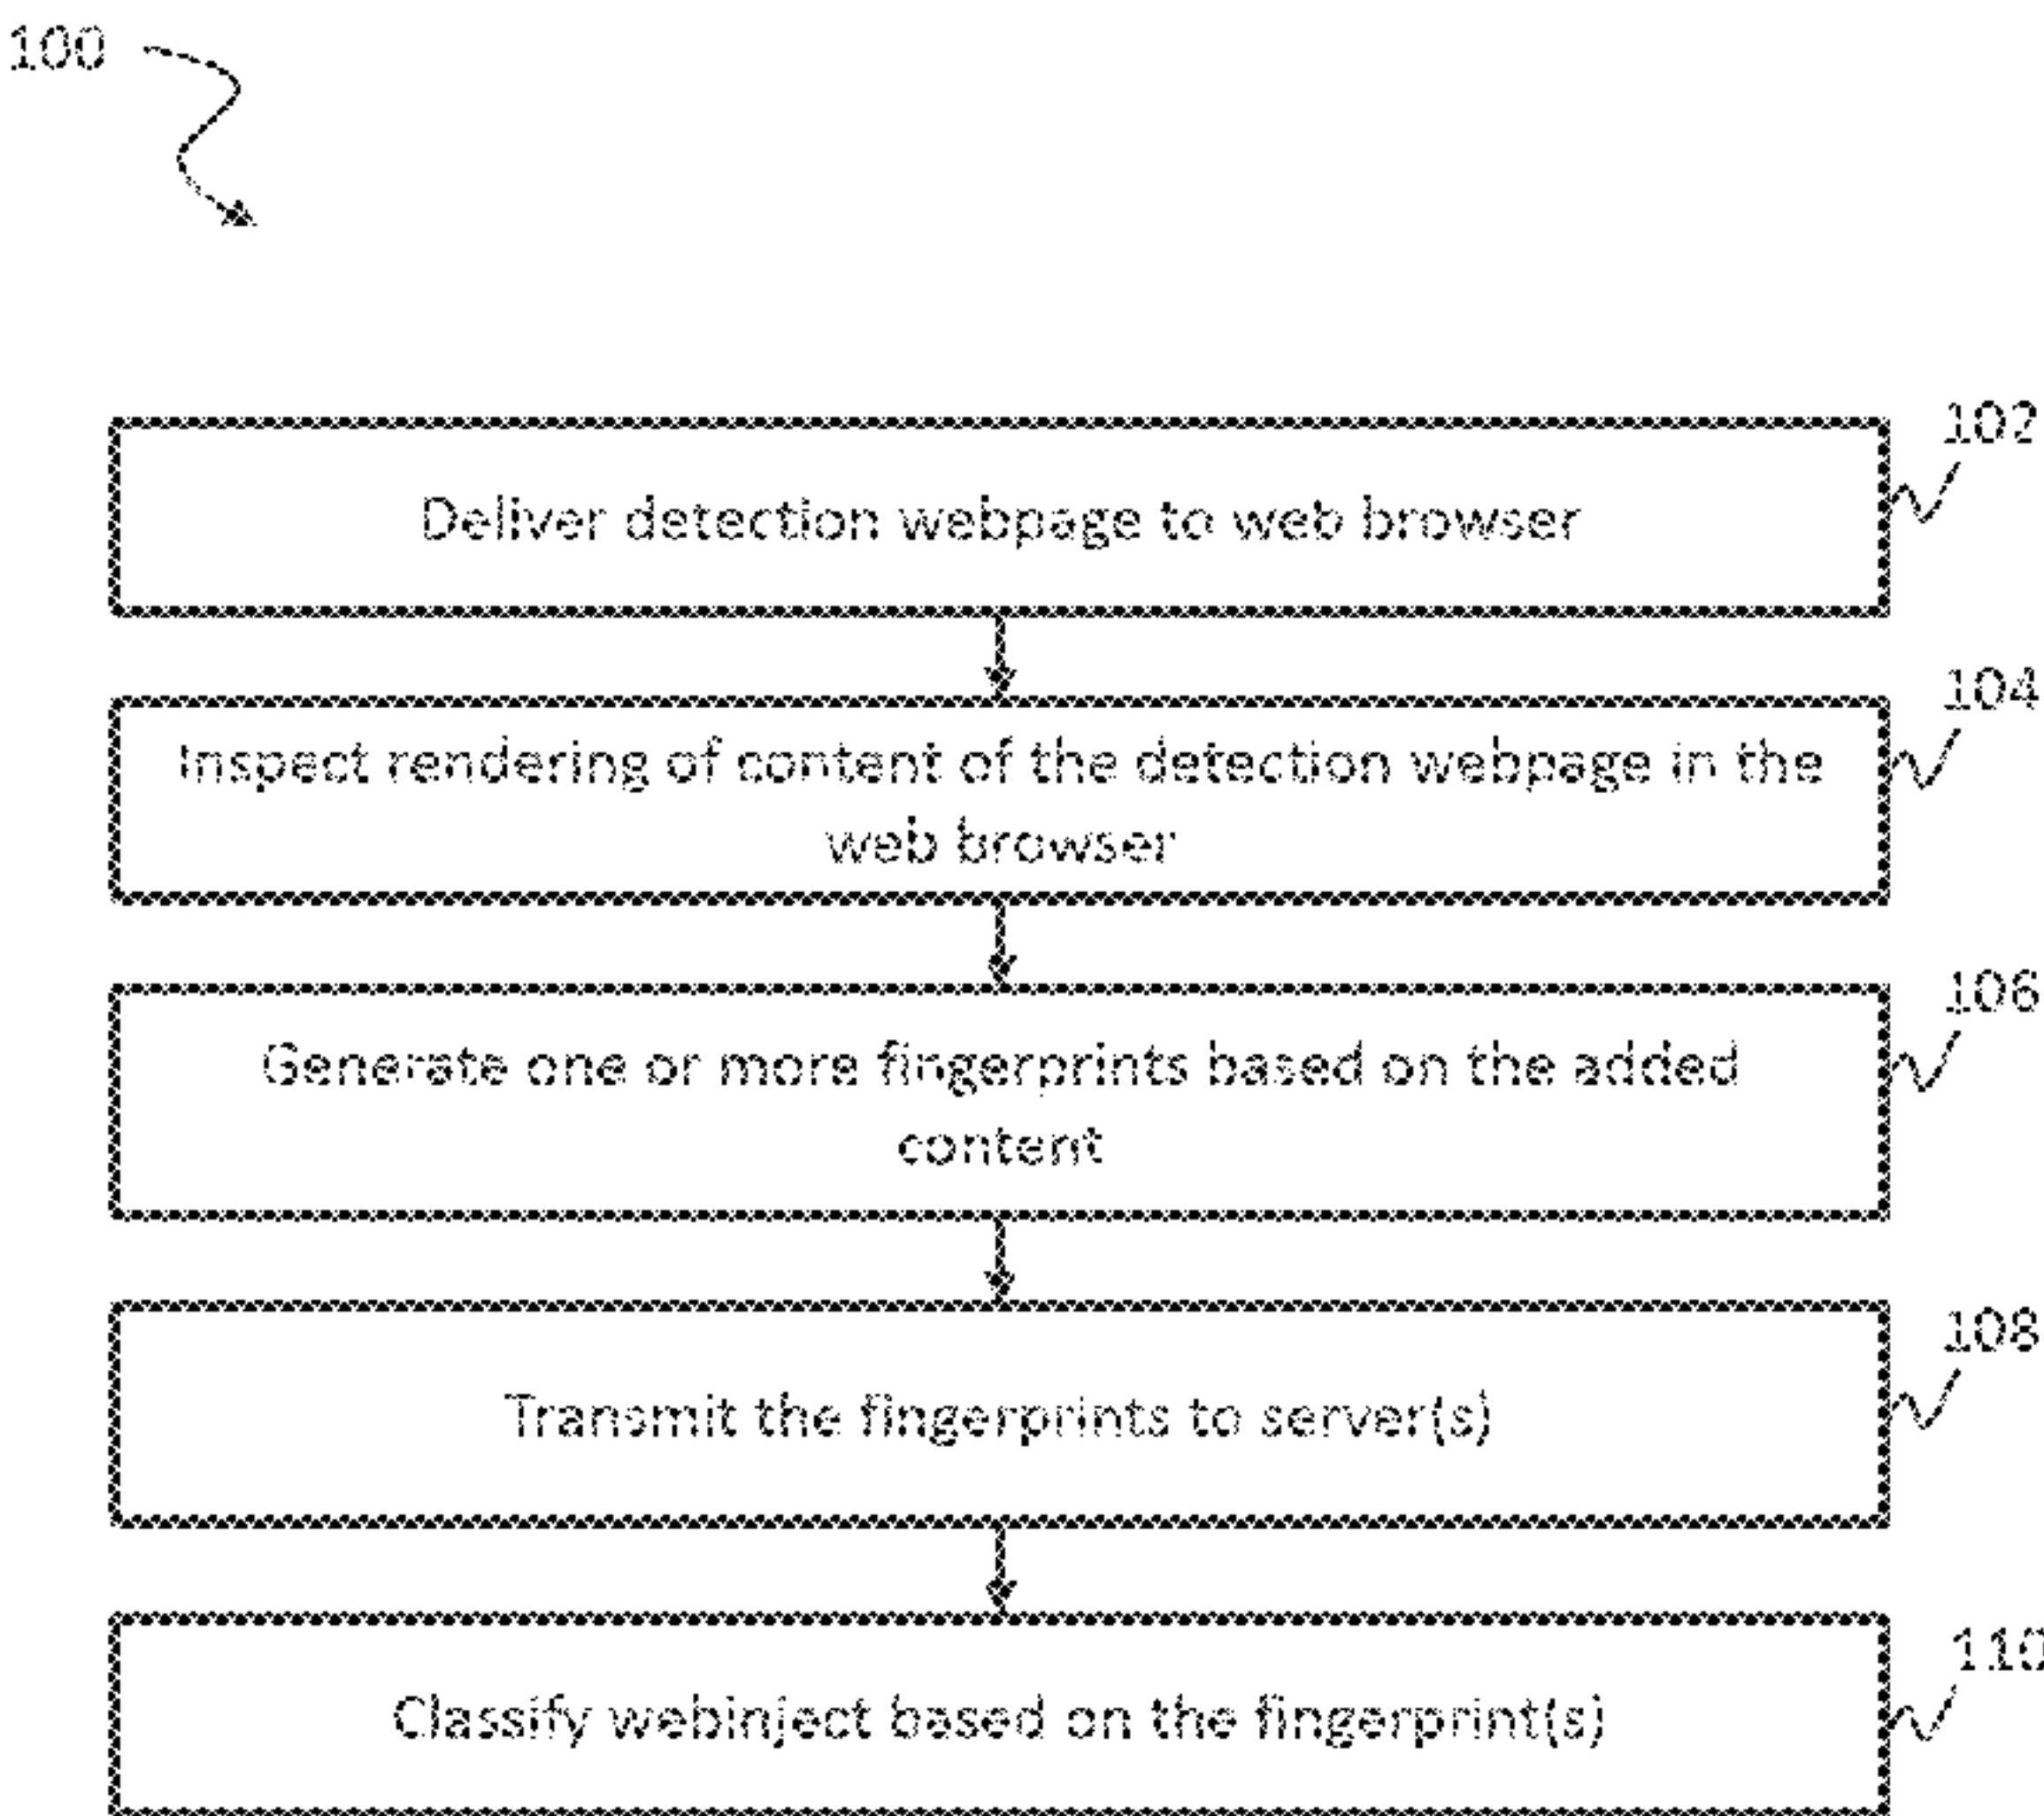 100
102
Deliver detection webpage to web browser
104
Inspect rendering of content of the detection webpage in the
web browser
106
Generate one or more fingerprints based on the added
content
108
Transmit the fingerprints to server(s)
110
Classify webinject based on the fingerprint(s)